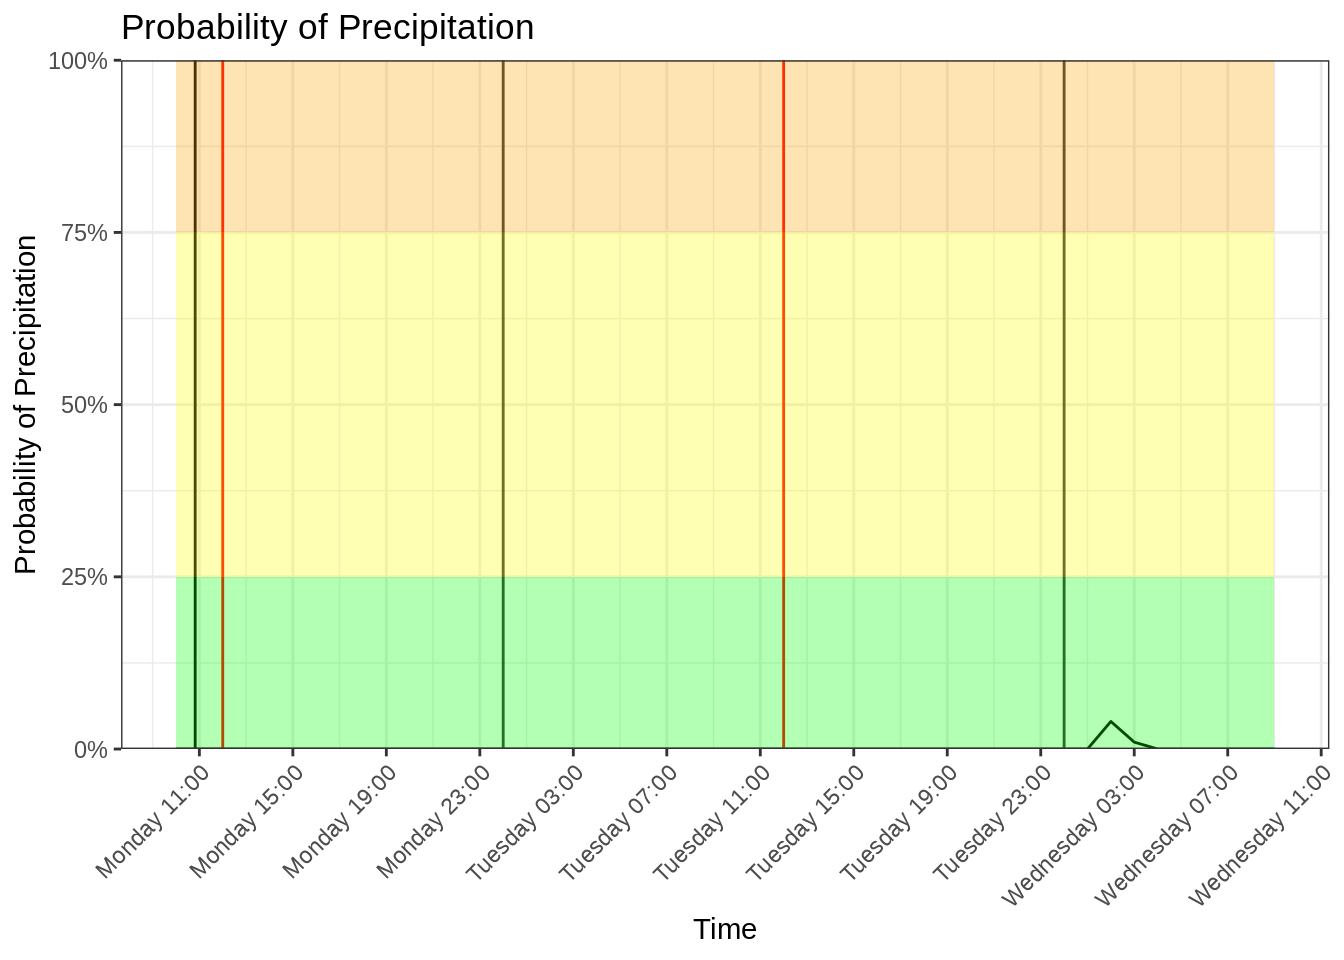 Probability of Precipitation
Probability of Precipitation
100%
75%
50%
25%
0%
Monday 11:00
Monday 15:00
Monday 19:00
Monday 23:00
Tuesday 03:00
Tuesday 07:00
Tuesday 11:00
Tuesday 15:00
Tuesday 19:00
Tuesday 23:00
Wednesday 03:00
Wednesday 07:00
Wednesday 11:00
Time